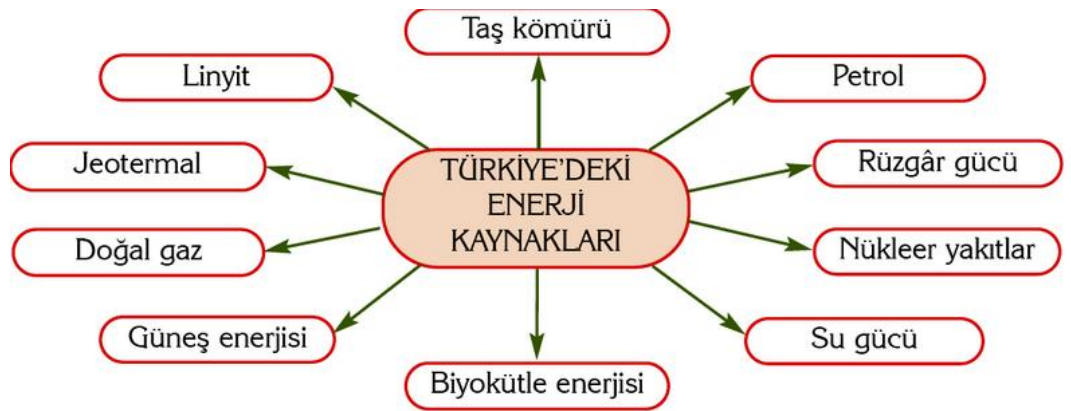 Taş kömürü
Linyit
Petrol
Jeotermal
TÜRKİYE'DEKİ
ENERJİ
KAYNAKLARI
Rüzgâr gücü
Doğal gaz
Nükleer yakıtlar
Güneş enerjisi
Su gücü
Biyokütle enerjisi